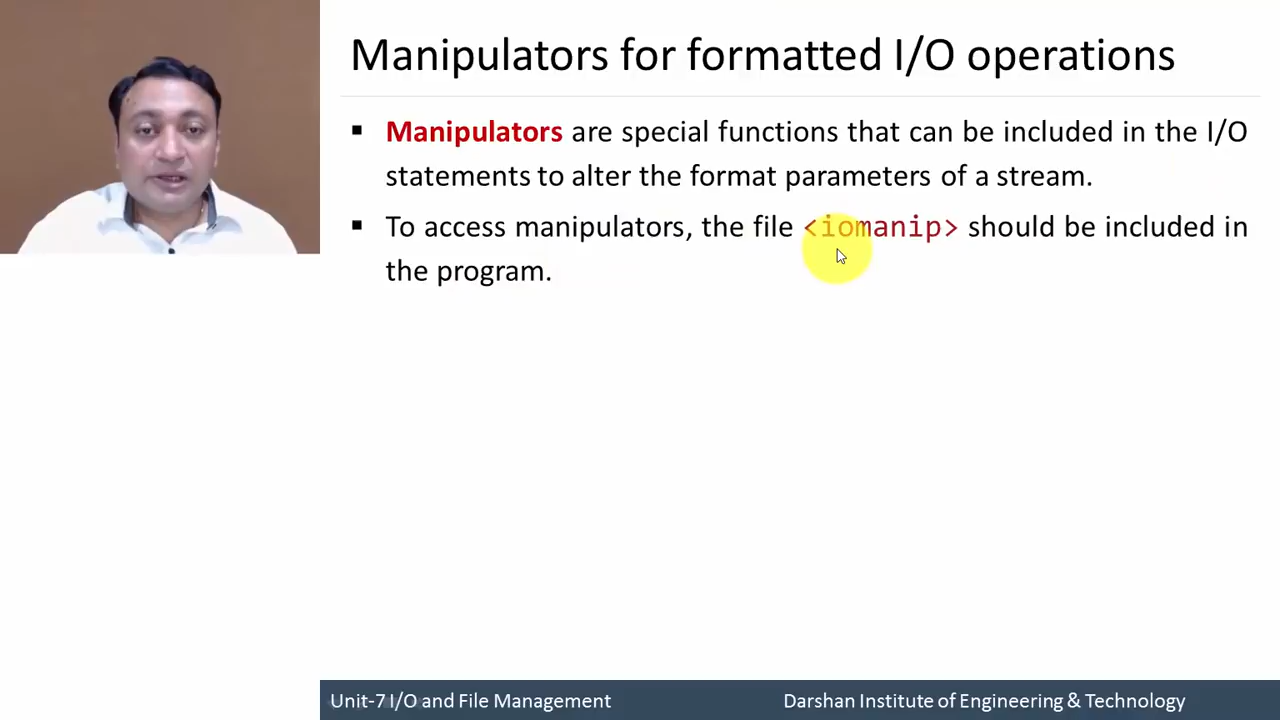 Manipulators for formatted I/O operations
▪ Manipulators are special functions that can be included in the I/O
statements to alter the format parameters of a stream.
▪ To access manipulators, the file <iomanip> should be included in
the program.
Unit-7 I/O and File Management
Darshan Institute of Engineering & Technology